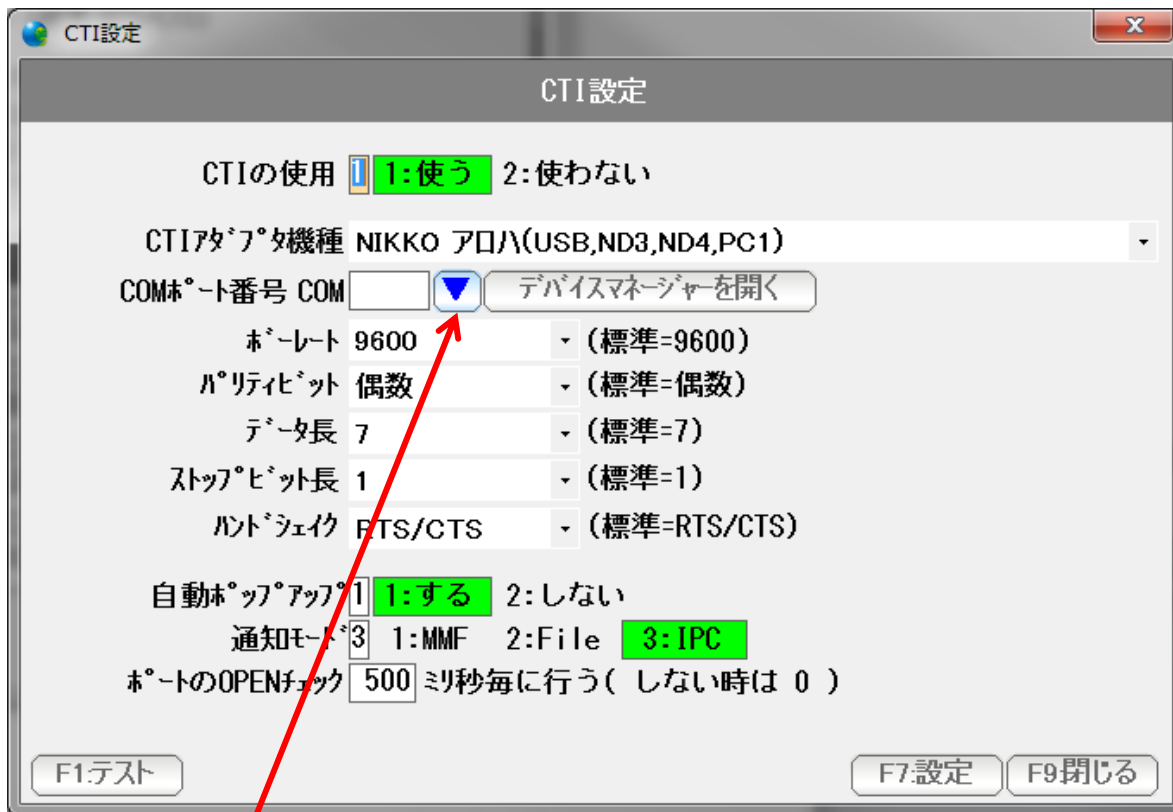 CTI設定
CTI設定
CTIの使用 1 1:使う 2:使わない
CTIｱﾀﾞﾌﾟﾀ機種 NIKKO アロハ(USB,ND3,ND4,PC1)
COMﾎﾟｰﾄ番号 COM ▼ デバイスマネージャーを開く
ﾎﾞｰﾚｰﾄ 9600 (標準=9600)
ﾊﾟﾘﾃｨﾋﾞｯﾄ 偶数 (標準=偶数)
ﾃﾞｰﾀ長 7 (標準=7)
ｽﾄｯﾌﾟﾋﾞｯﾄ長 1 (標準=1)
ﾊﾝﾄﾞｼｪｲｸ RTS/CTS (標準=RTS/CTS)
自動ﾎﾟｯﾌﾟｱｯﾌﾟ 1 1:する 2:しない
通知ﾓｰﾄﾞ 3 1:MMF 2:File 3:IPC
ﾎﾟｰﾄのOPENﾁｪｯｸ 500 ﾐﾘ秒毎に行う( しない時は 0 )
F1:テスト F7:設定 F9:閉じる